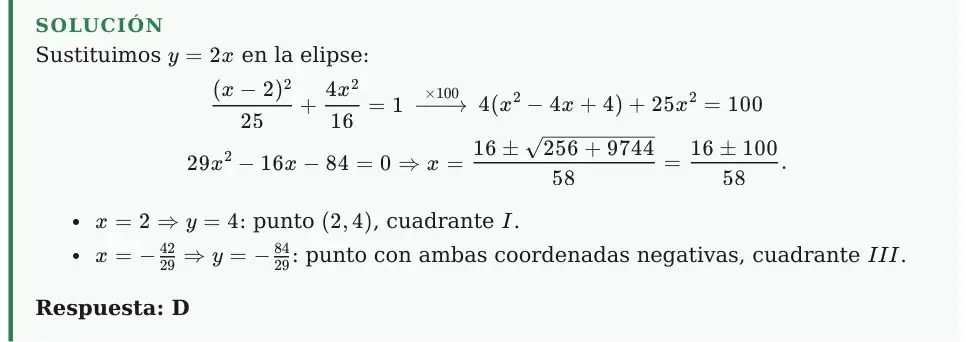 SOLUCIÓN
Sustituimos y = 2x en la elipse:
(x − 2)²/25 + 4x²/16 = 1 —×100→ 4(x² − 4x + 4) + 25x² = 100
29x² − 16x − 84 = 0 ⇒ x = (16 ± √(256 + 9744))/58 = (16 ± 100)/58.
• x = 2 ⇒ y = 4: punto (2, 4), cuadrante I.
• x = −42/29 ⇒ y = −84/29: punto con ambas coordenadas negativas, cuadrante III.
Respuesta: D